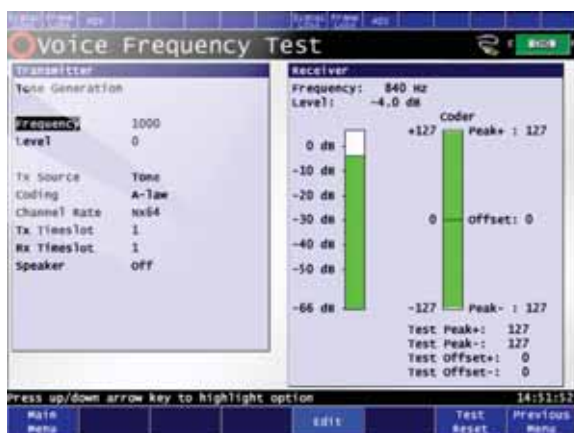 Voice Frequency Test
Transmitter
Tone Generation
Frequency 1000
Level 0
Tx Source Tone
Coding A-law
Channel Rate Nx64
Tx Timeslot 1
Rx Timeslot 1
Speaker off
Receiver
Frequency: 840 Hz
Level: -4.0 dB
Coder
+127 Peak+ : 127
0 dB
-10 dB
-20 dB
-30 dB 0 offset: 0
-40 dB
-50 dB
-66 dB -127 Peak- : 127
Test Peak+: 127
Test Peak-: 127
Test Offset+: 0
Test Offset-: 0
Press up/down arrow key to highlight option 14:51:52
Main Menu
Edit
Test Reset
Previous Menu